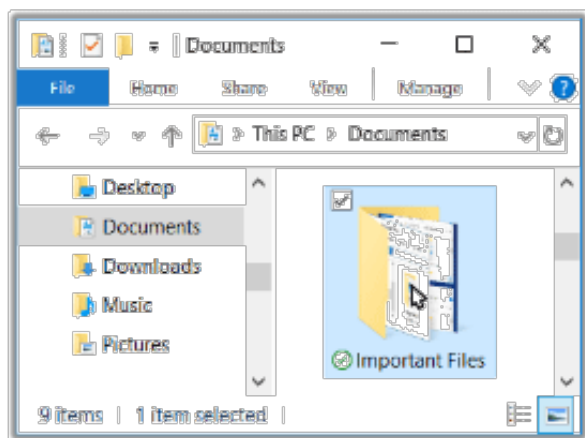 Documents
File Home Share View Manage ?
This PC Documents
Desktop
Documents
Downloads
Music
Pictures
Important Files
9 items 1 item selected